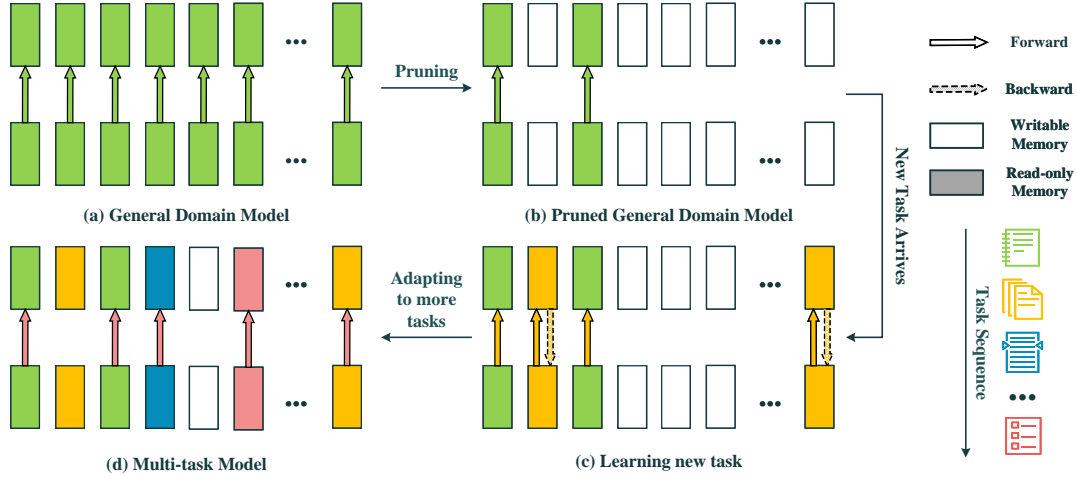 Pruning
(a) General Domain Model
(b) Pruned General Domain Model
New Task Arrives
Forward
Backward
Writable
Memory
Read-only
Memory
Adapting
to more
tasks
Task Sequence
(d) Multi-task Model
(c) Learning new task